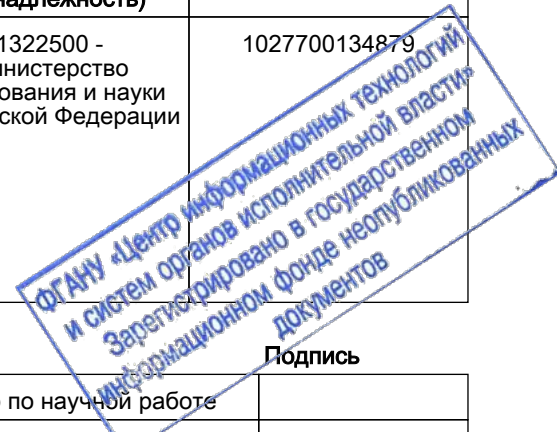 надлежность)
1322500 -
нистерство
ования и науки
ской Федерации
1027700134879
ФГАНУ «Центр информационных технологий
и систем органов исполнительной власти»
Зарегистрировано в государственном
информационном фонде неопубликованных
документов
Подпись
по научной работе